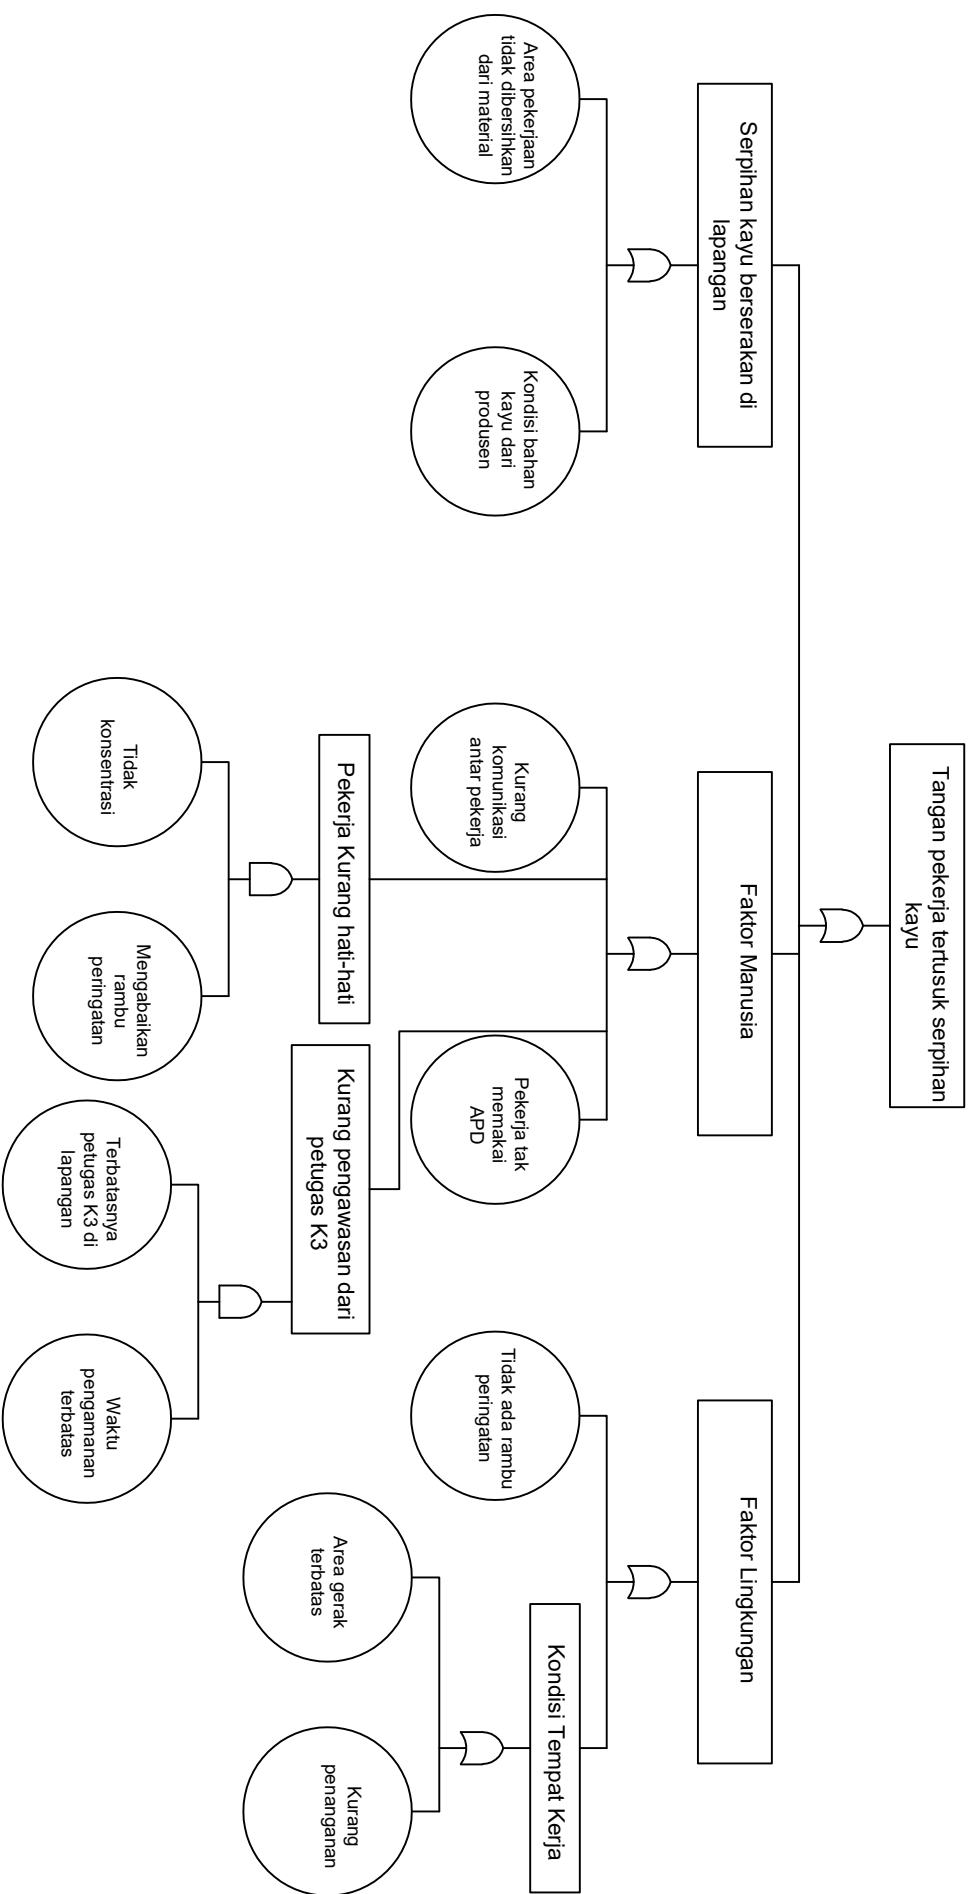 Tangan pekerja tertusuk serpihan
kayu
Serpihan kayu berserakan di
lapangan
Faktor Manusia
Faktor Lingkungan
Area pekerjaan
tidak dibersihkan
dari material
Kondisi bahan
kayu dari
produsen
Kurang
komunikasi
antar pekerja
Pekerja tak
memakai
APD
Tidak ada rambu
peringatan
Kondisi Tempat Kerja
Pekerja Kurang hati-hati
Kurang pengawasan dari
petugas K3
Area gerak
terbatas
Kurang
penanganan
Tidak
konsentrasi
Mengabaikan
rambu
peringatan
Terbatasnya
petugas K3 di
lapangan
Waktu
pengamanan
terbatas